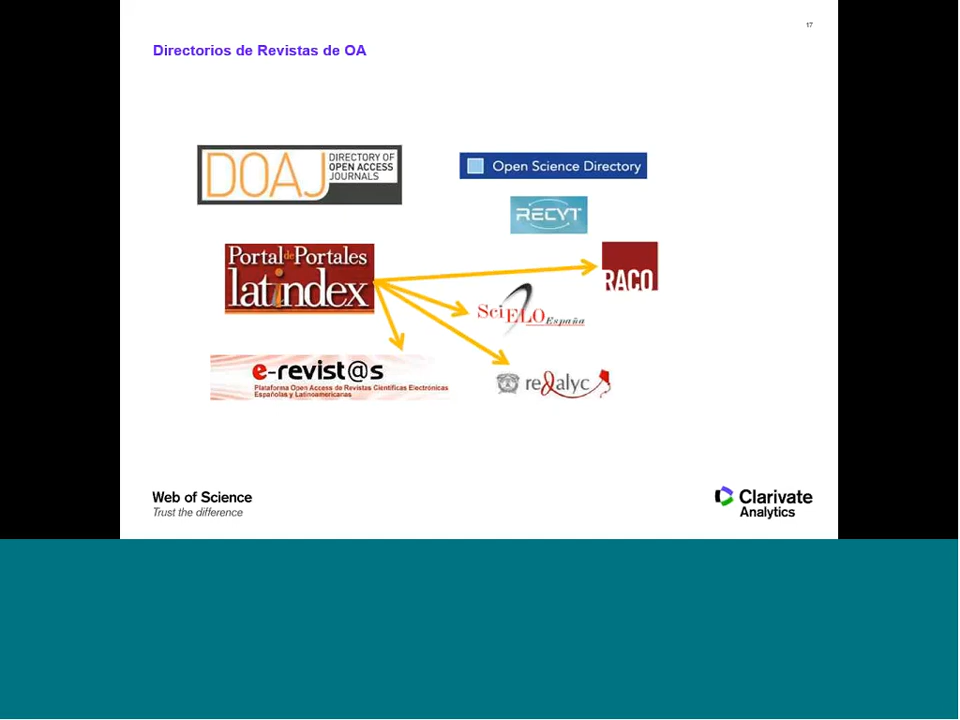 17
Directorios de Revistas de OA
DOAJ
DIRECTORY OF
OPEN ACCESS
JOURNALS
Open Science Directory
RECYT
Portal de Portales
latindex
RACO
SciELO España
e-revist@s
Plataforma Open Access de Revistas Científicas Electrónicas
Españolas y Latinoamericanas
redalyc
Web of Science
Trust the difference
Clarivate
Analytics